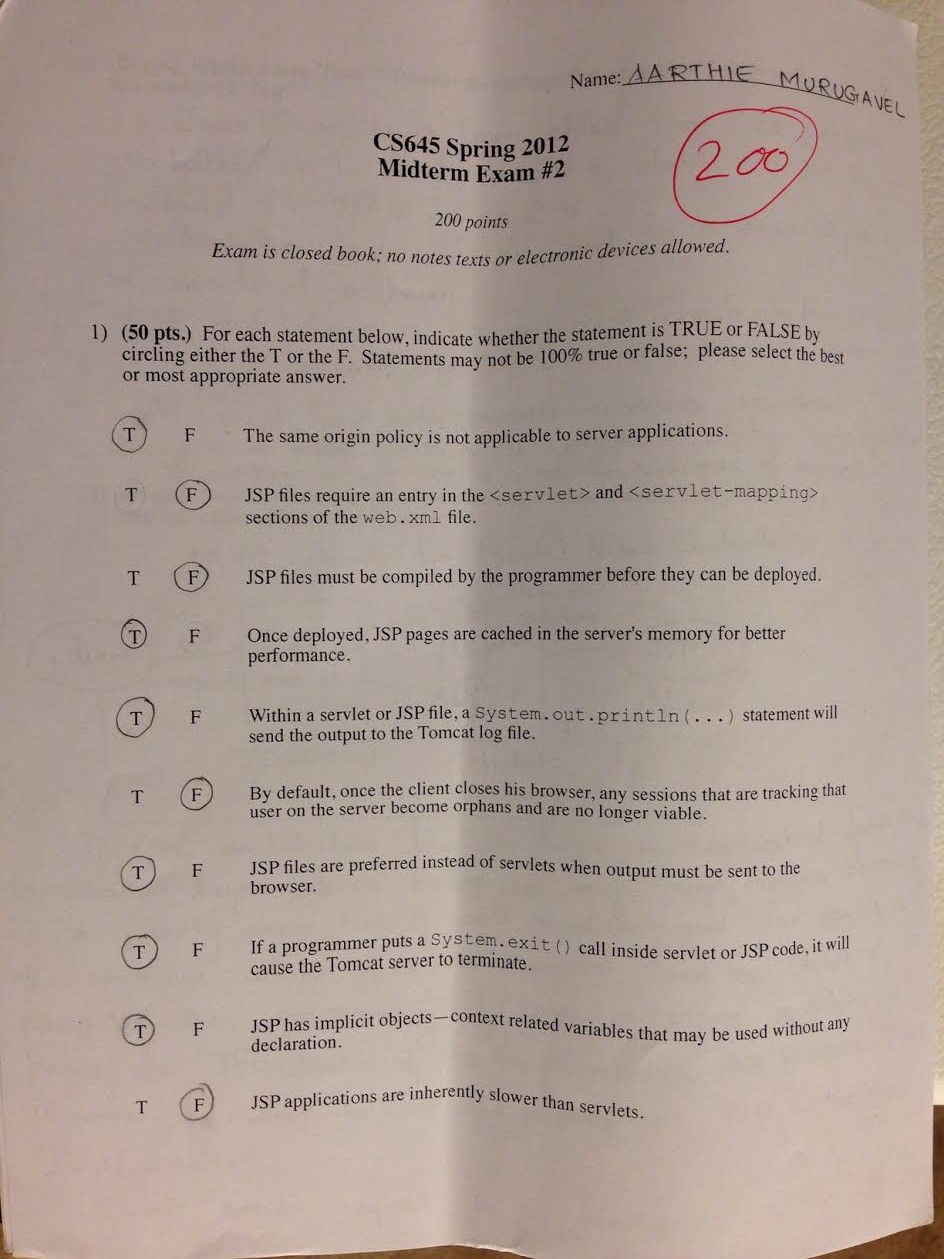 Name: AARTHIE MURUGAVEL
CS645 Spring 2012
Midterm Exam #2
200
200 points
Exam is closed book; no notes texts or electronic devices allowed.
1) (50 pts.) For each statement below, indicate whether the statement is TRUE or FALSE by
circling either the T or the F. Statements may not be 100% true or false; please select the best
or most appropriate answer.
T F The same origin policy is not applicable to server applications.
T F JSP files require an entry in the <servlet> and <servlet-mapping>
sections of the web.xml file.
T F JSP files must be compiled by the programmer before they can be deployed.
T F Once deployed, JSP pages are cached in the server's memory for better
performance.
T F Within a servlet or JSP file, a System.out.println(...) statement will
send the output to the Tomcat log file.
T F By default, once the client closes his browser, any sessions that are tracking that
user on the server become orphans and are no longer viable.
T F JSP files are preferred instead of servlets when output must be sent to the
browser.
T F If a programmer puts a System.exit() call inside servlet or JSP code, it will
cause the Tomcat server to terminate.
T F JSP has implicit objects—context related variables that may be used without any
declaration.
T F JSP applications are inherently slower than servlets.